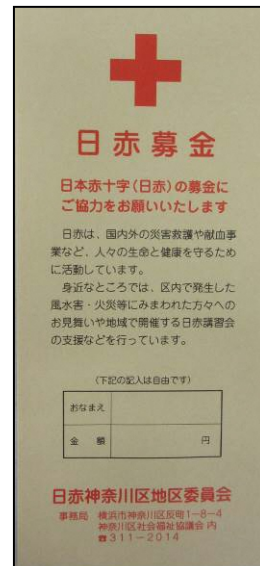 日赤募金
日本赤十字(日赤)の募金に
ご協力をお願いいたします
日赤は、国内外の災害救護や献血事
業など、人々の生命と健康を守るため
に活動しています。
身近なところでは、区内で発生した
風水害・火災等にみまわれた方々への
お見舞いや地域で開催する日赤講習会
の支援などを行っています。
(下記の記入は自由です)
おなまえ
金額 円
日赤神奈川区地区委員会
事務局 横浜市神奈川区反町1-8-4
神奈川区社会福祉協議会 内
☎311-2014